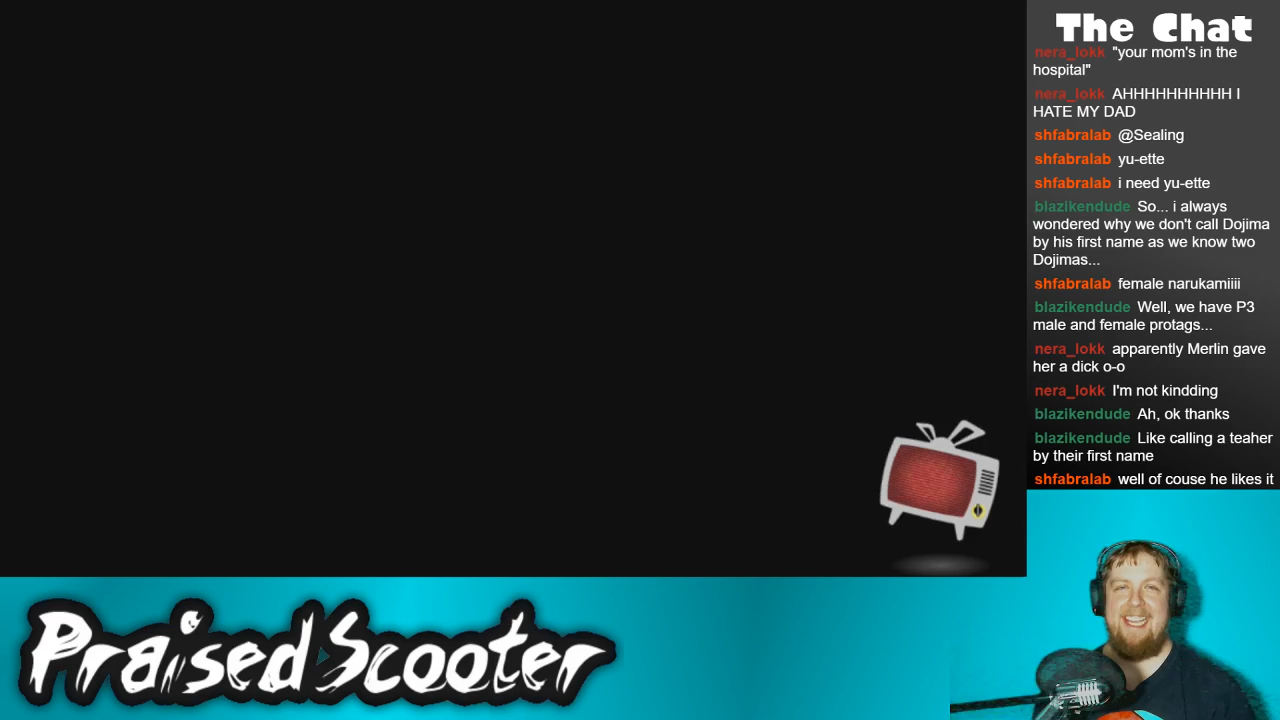 The Chat
nera_lokk "your mom's in the
hospital"
nera_lokk AHHHHHHHHHH I
HATE MY DAD
shfabralab @Sealing
shfabralab yu-ette
shfabralab i need yu-ette
blazikendude So... i always
wondered why we don't call Dojima
by his first name as we know two
Dojimas...
shfabralab female narukamiiii
blazikendude Well, we have P3
male and female protags...
nera_lokk apparently Merlin gave
her a dick o-o
nera_lokk I'm not kindding
blazikendude Ah, ok thanks
blazikendude Like calling a teaher
by their first name
shfabralab well of couse he likes it
PraisedScooter